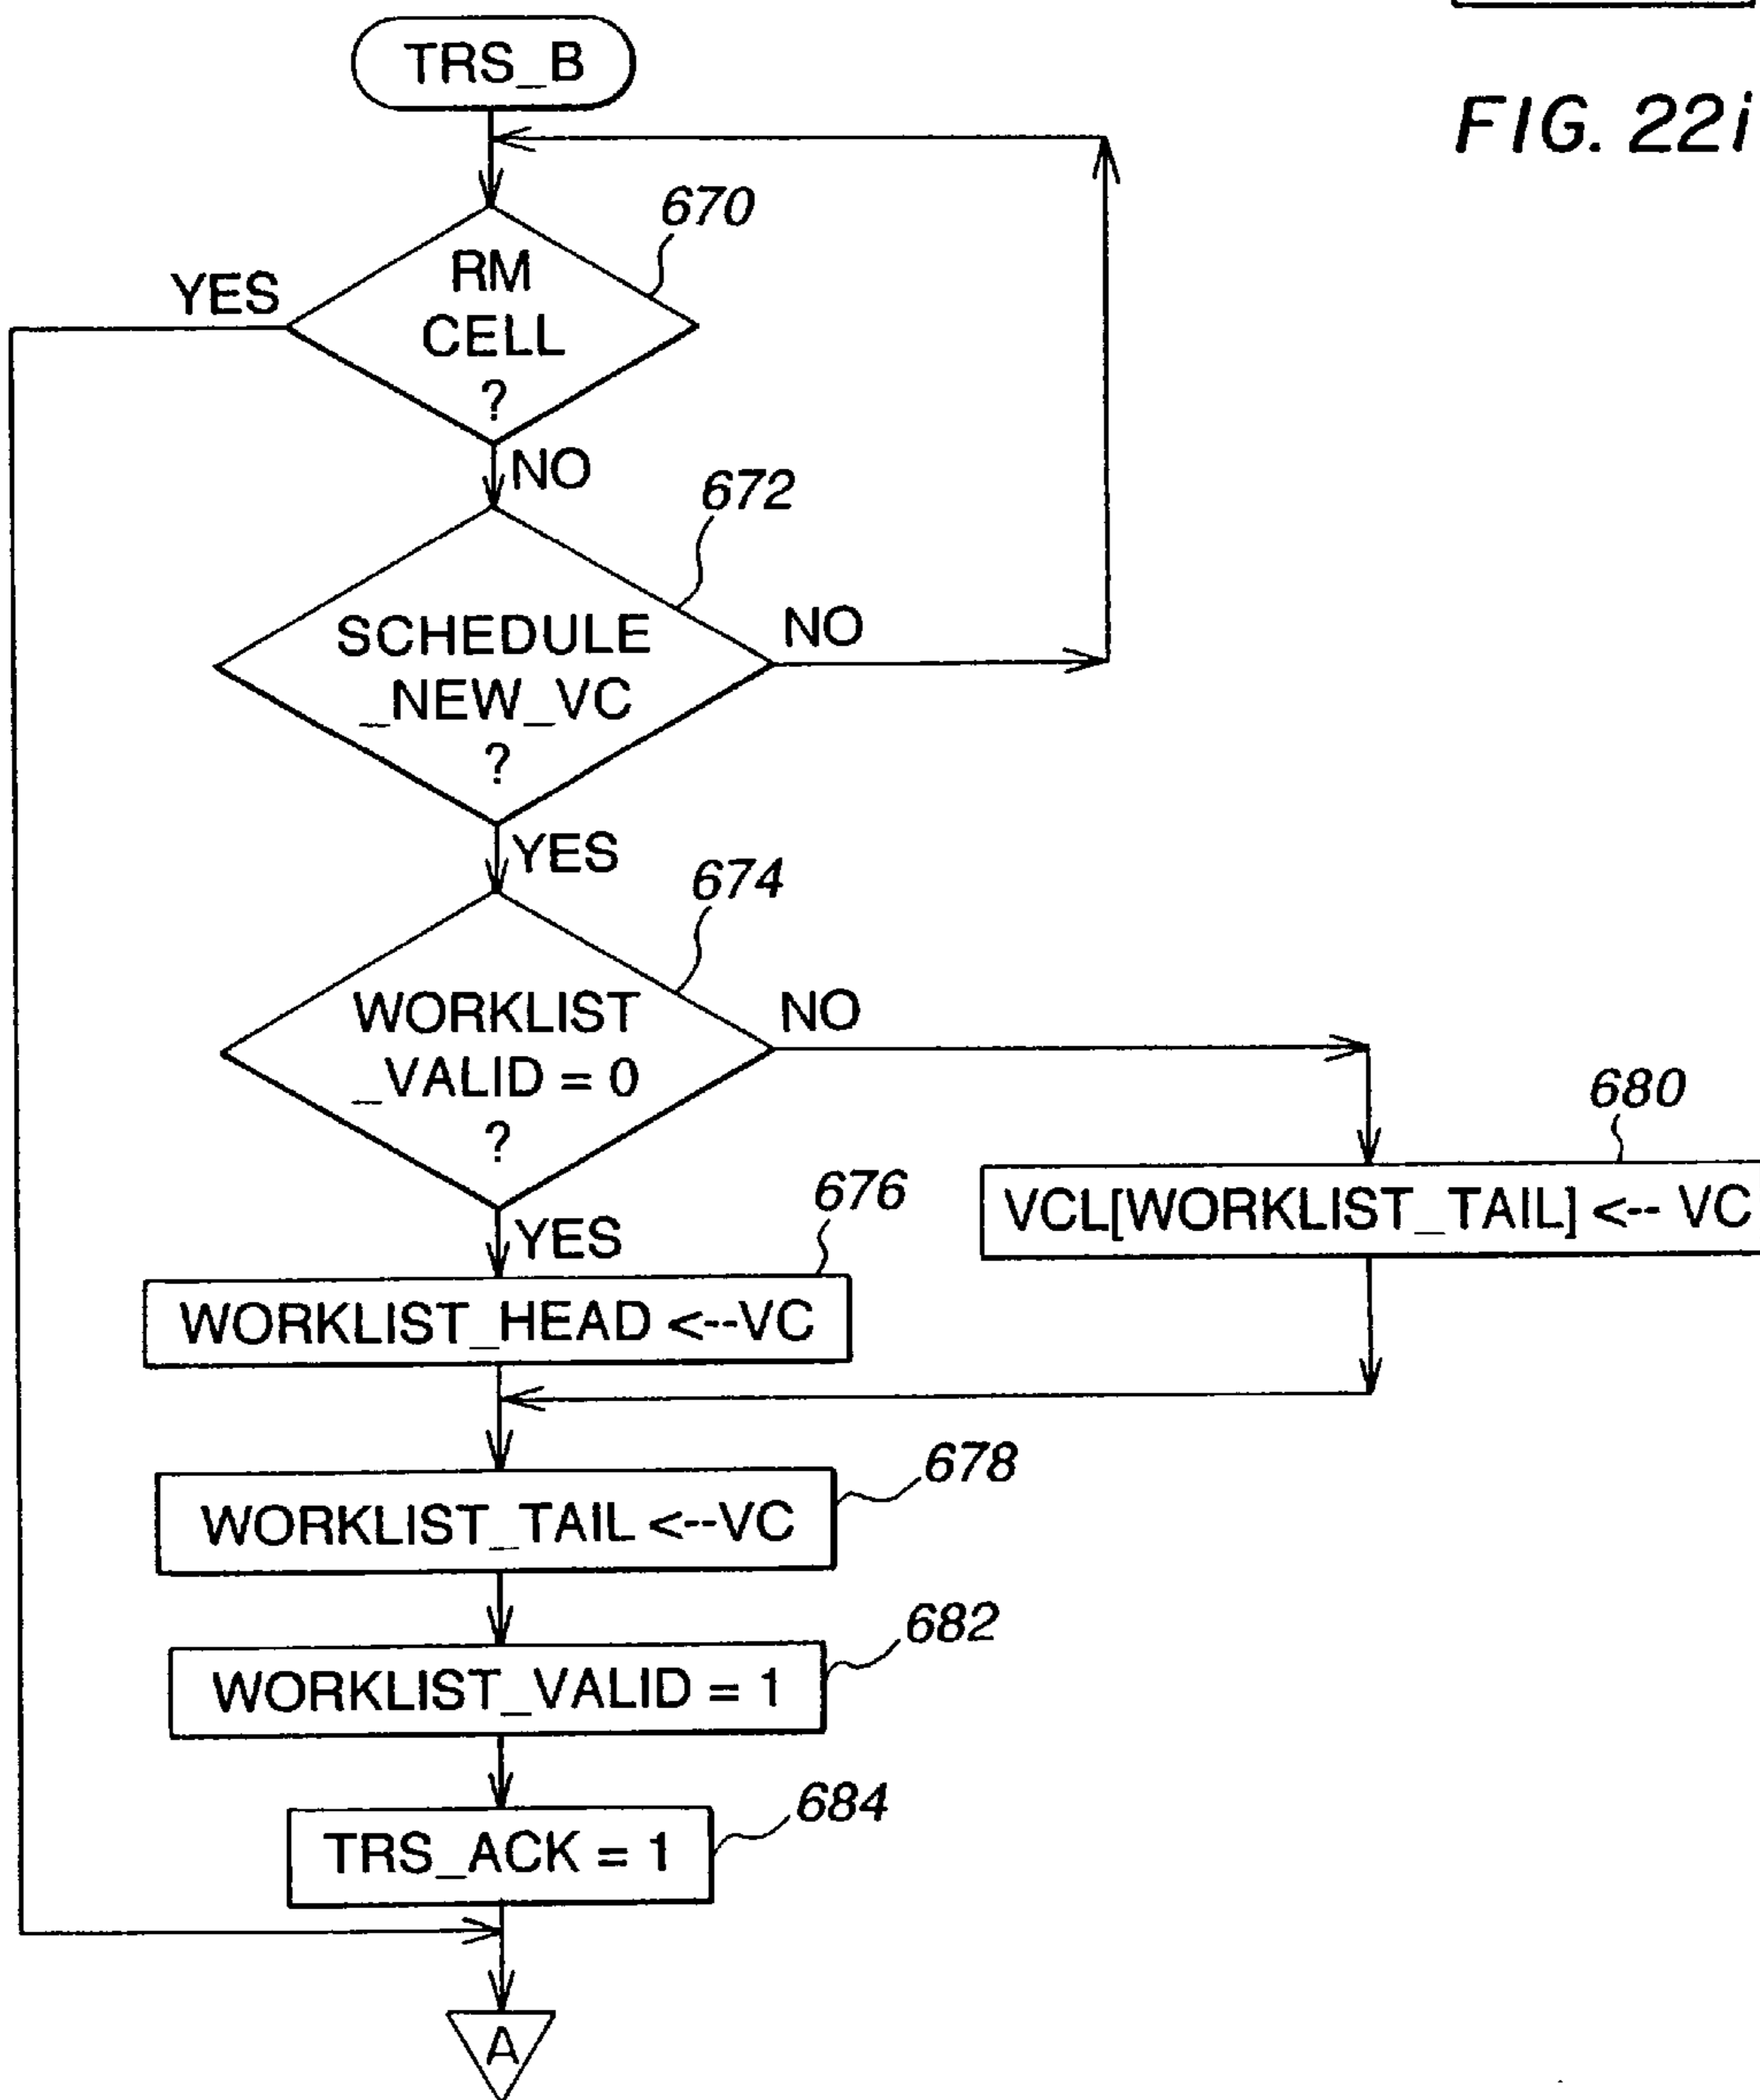 TRS_B
FIG. 22i
670
RM
CELL
?
YES
NO
672
SCHEDULE
_NEW_VC
?
NO
YES
674
WORKLIST
_VALID = 0
?
NO
YES
680
VCL[WORKLIST_TAIL] <-- VC
676
WORKLIST_HEAD <--VC
678
WORKLIST_TAIL <--VC
682
WORKLIST_VALID = 1
684
TRS_ACK = 1
A